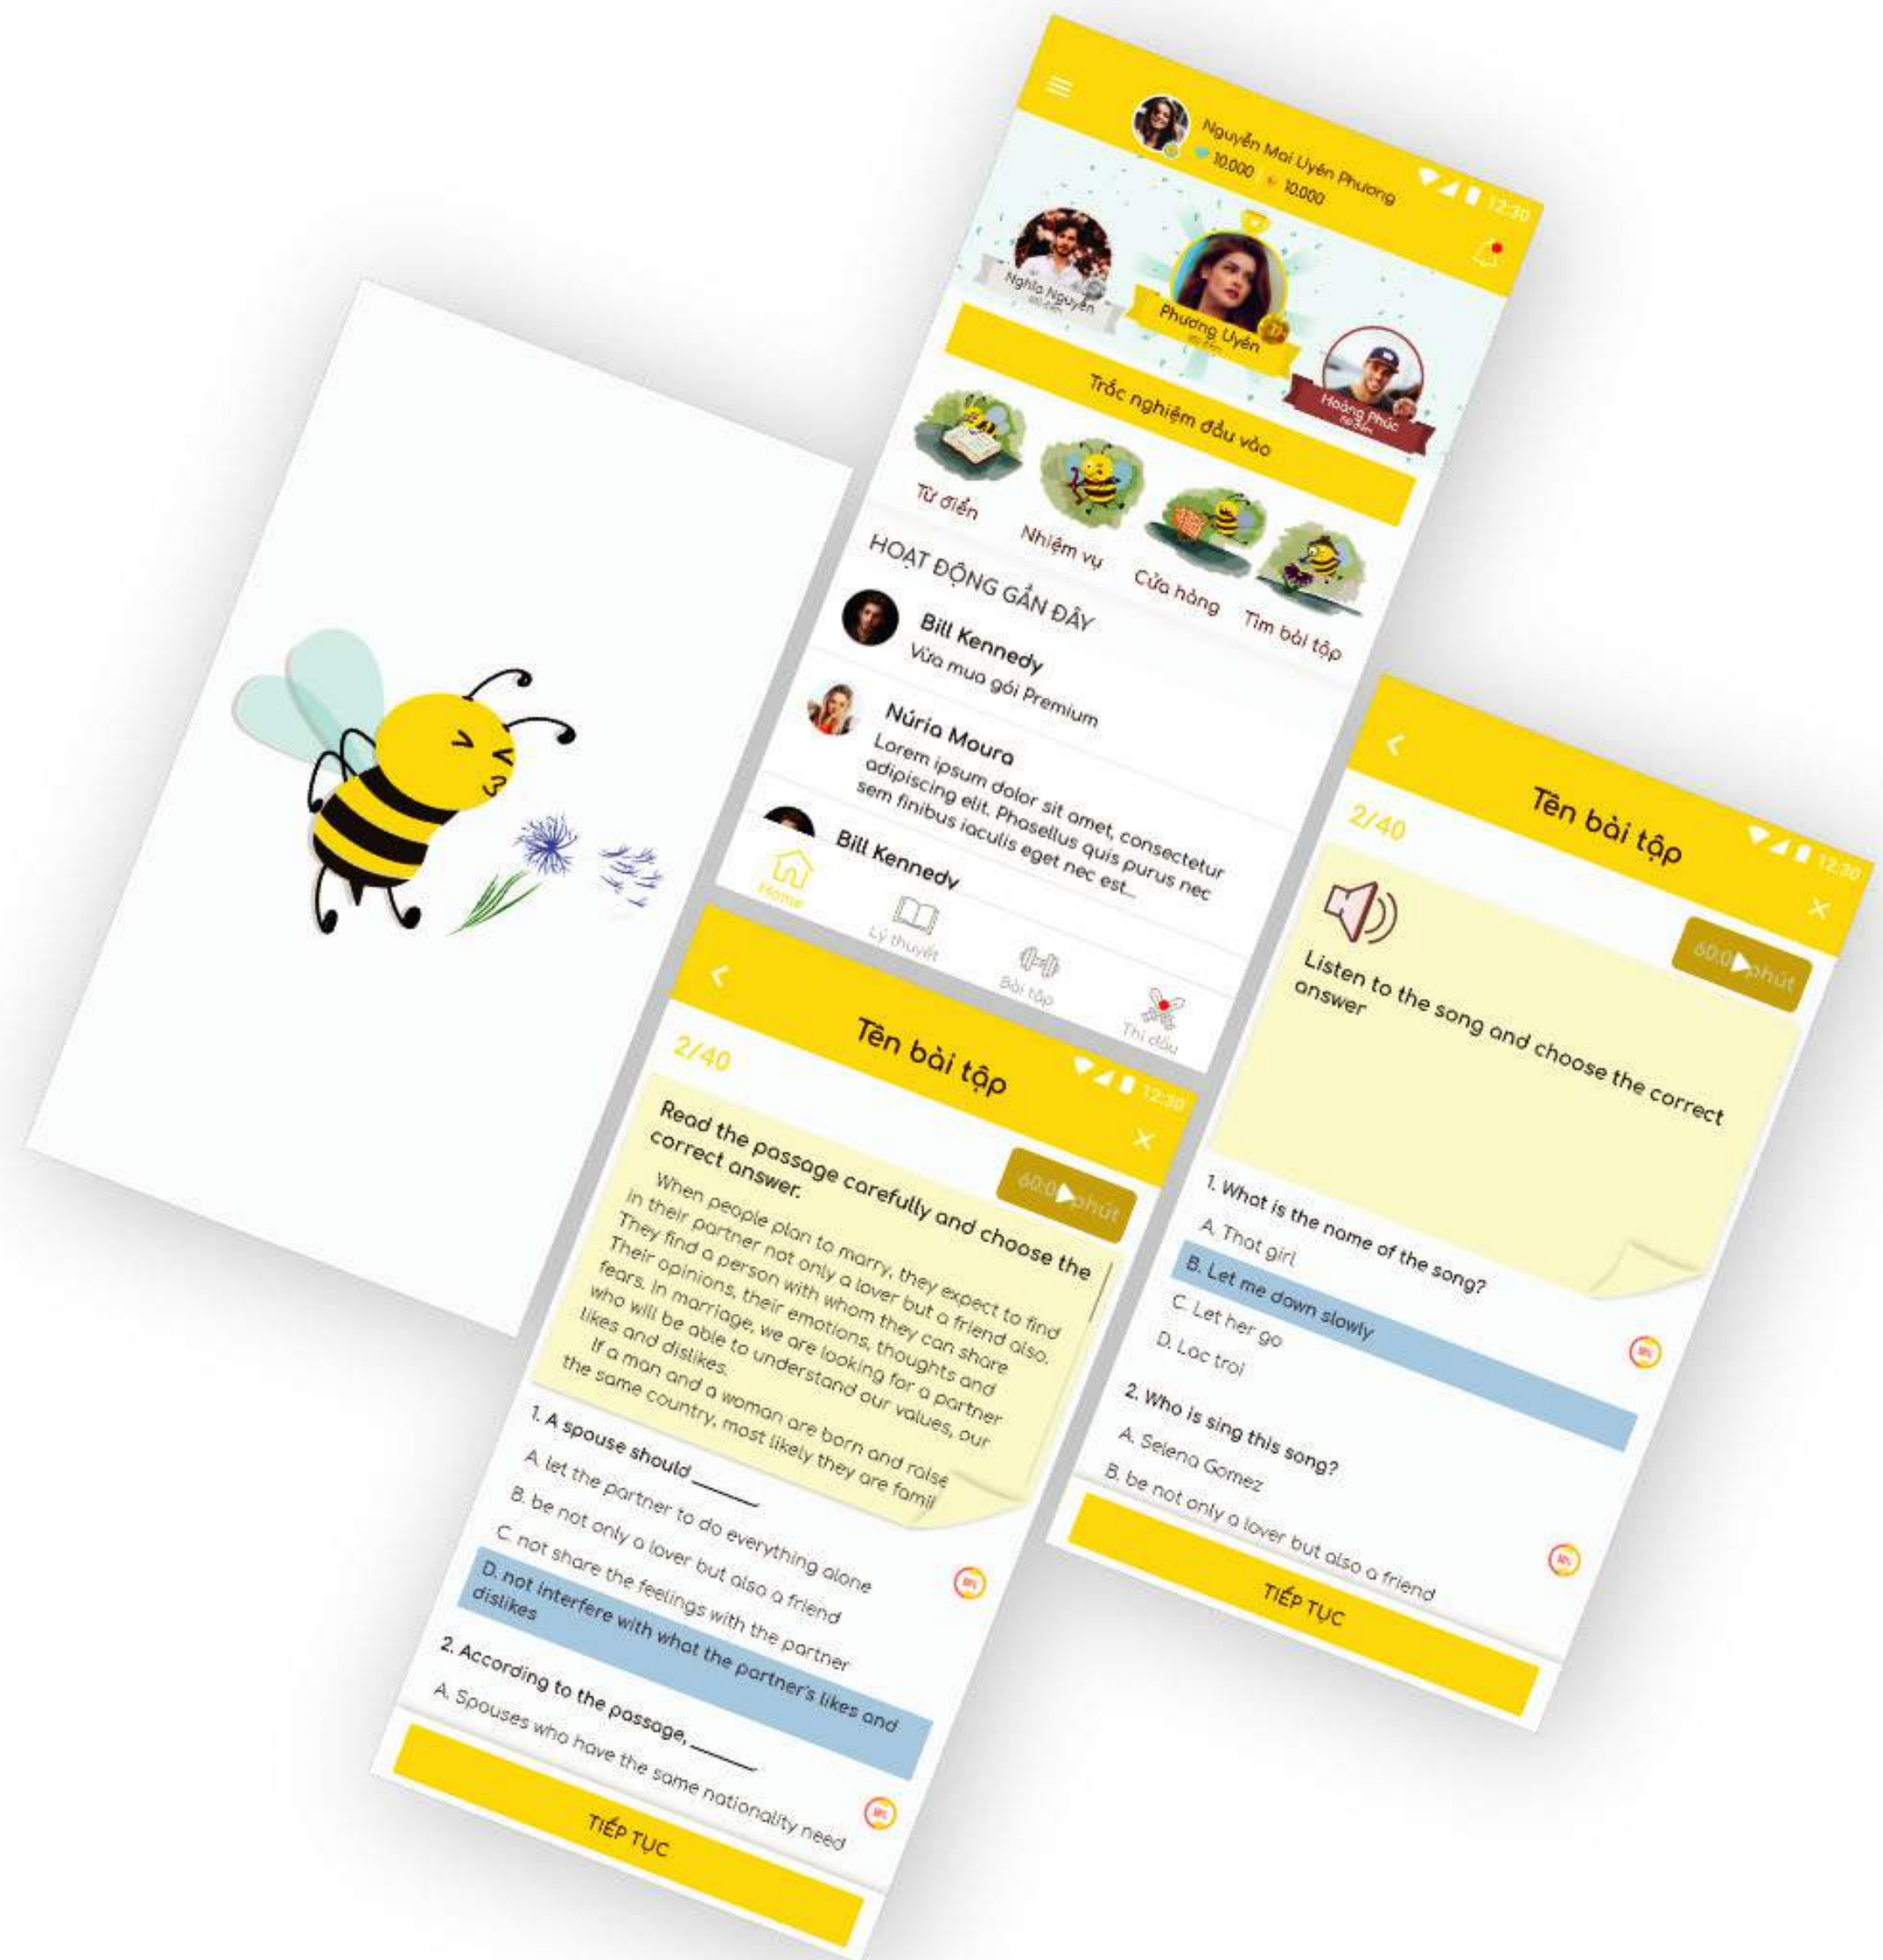 Nguyễn Mai Uyên Phương
10.000 10.000
12:30
Nghĩa Nguyễn
Phương Uyên
Hoàng Phúc
Trắc nghiệm đầu vào
Từ điển
Nhiệm vụ
Cửa hàng
Tìm bài tập
HOẠT ĐỘNG GẦN ĐÂY
Bill Kennedy
Vừa mua gói Premium
Núria Moura
Lorem ipsum dolor sit amet, consectetur
adipiscing elit. Phasellus quis purus nec
sem finibus iaculis eget nec est...
Bill Kennedy
Home
Lý thuyết
Bài tập
Thi đấu
Tên bài tập
12:30
2/40
phút
Read the passage carefully and choose the
correct answer.
When people plan to marry, they expect to find
in their partner not only a lover but a friend also.
They find a person with whom they can share
Their opinions, their emotions, thoughts and
fears. In marriage, we are looking for a partner
who will be able to understand our values, our
likes and dislikes.
If a man and a woman are born and raise
the same country, most likely they are famil
1. A spouse should ______
A. let the partner to do everything alone
B. be not only a lover but also a friend
C. not share the feelings with the partner
D. not interfere with what the partner's likes and
dislikes
2. According to the passage, ______
A. Spouses who have the same nationality need
TIẾP TỤC
Tên bài tập
12:30
2/40
phút
Listen to the song and choose the correct
answer
1. What is the name of the song?
A. That girl
B. Let me down slowly
C. Let her go
D. Lac troi
2. Who is sing this song?
A. Selena Gomez
B. be not only a lover but also a friend
TIẾP TỤC